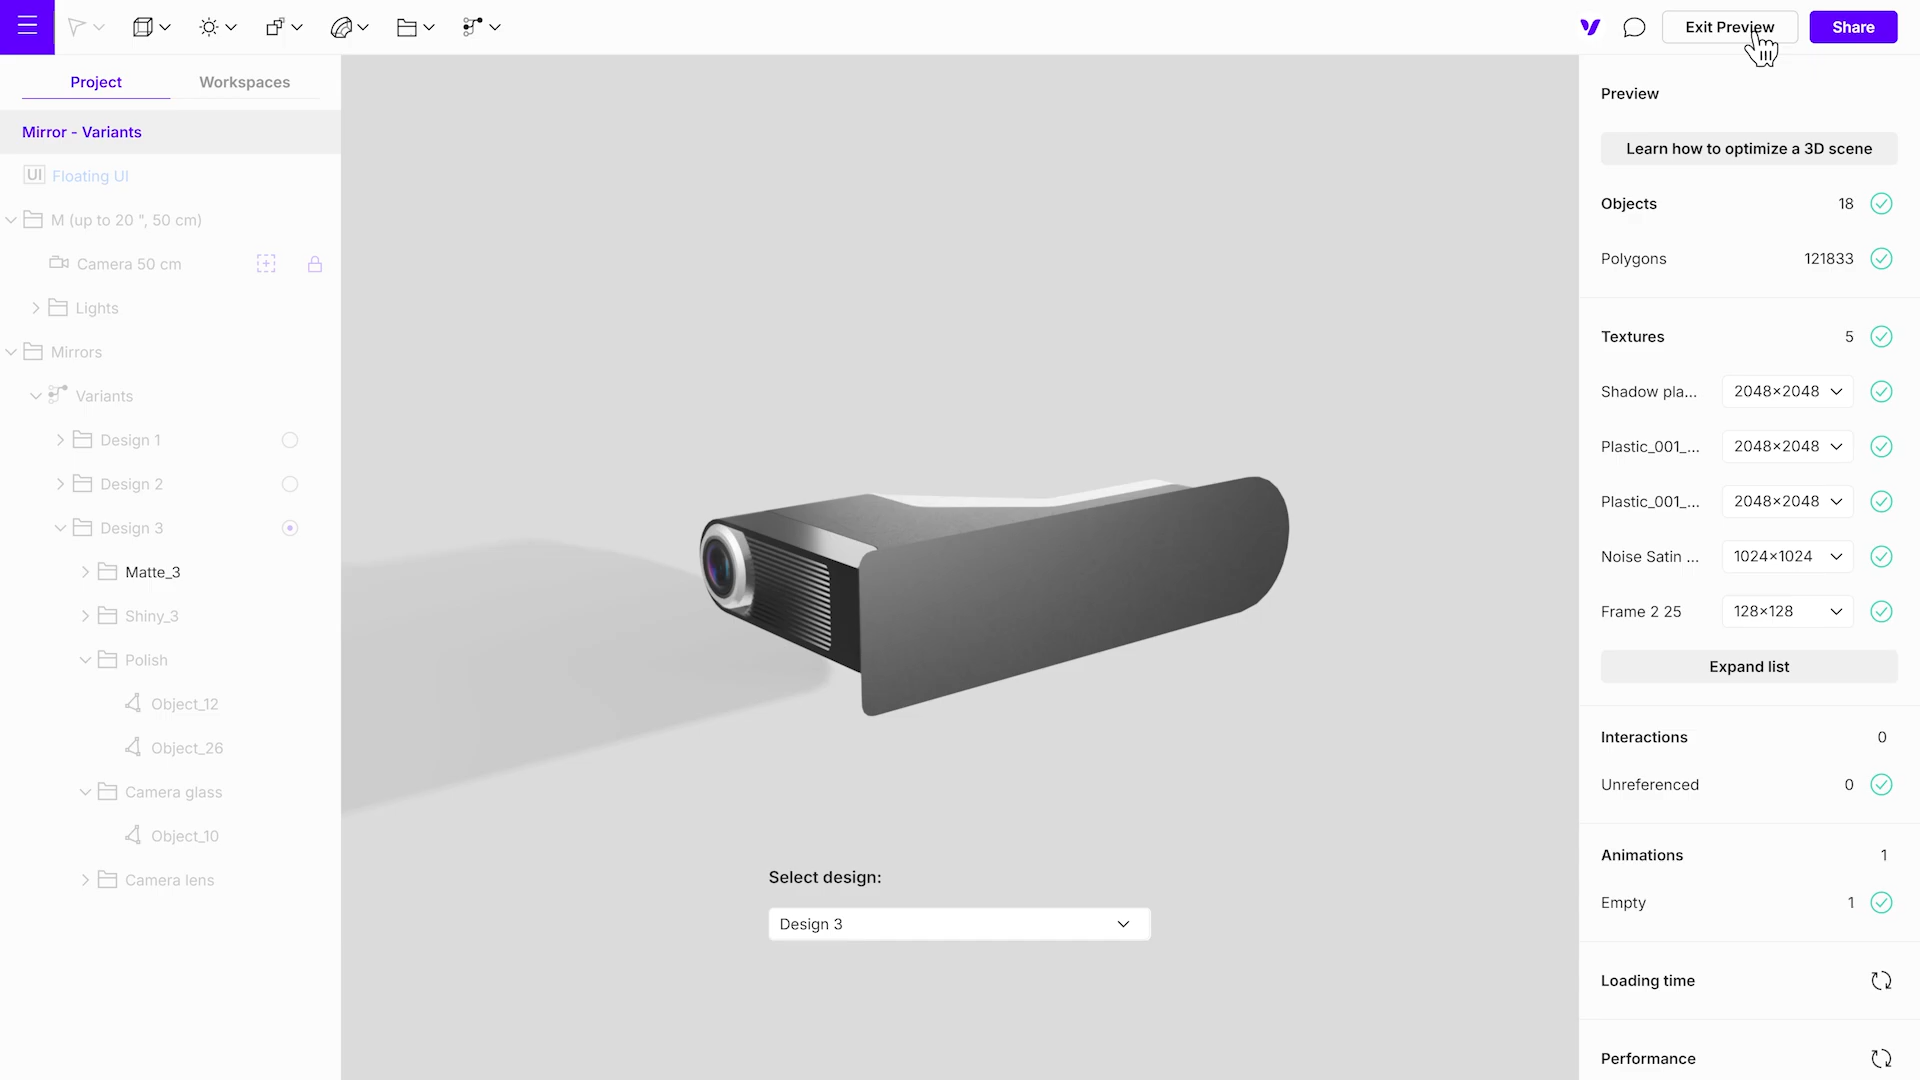 Exit Preview
Share
Project
Workspaces
Mirror - Variants
UI Floating UI
M (up to 20 ", 50 cm)
Camera 50 cm
Lights
Mirrors
Variants
Design 1
Design 2
Design 3
Matte_3
Shiny_3
Polish
Object_12
Object_26
Camera glass
Object_10
Camera lens
Select design:
Design 3
Preview
Learn how to optimize a 3D scene
Objects 18
Polygons 121833
Textures 5
Shadow pla... 2048×2048
Plastic_001_... 2048×2048
Plastic_001_... 2048×2048
Noise Satin ... 1024×1024
Frame 2 25 128×128
Expand list
Interactions 0
Unreferenced 0
Animations 1
Empty 1
Loading time
Performance